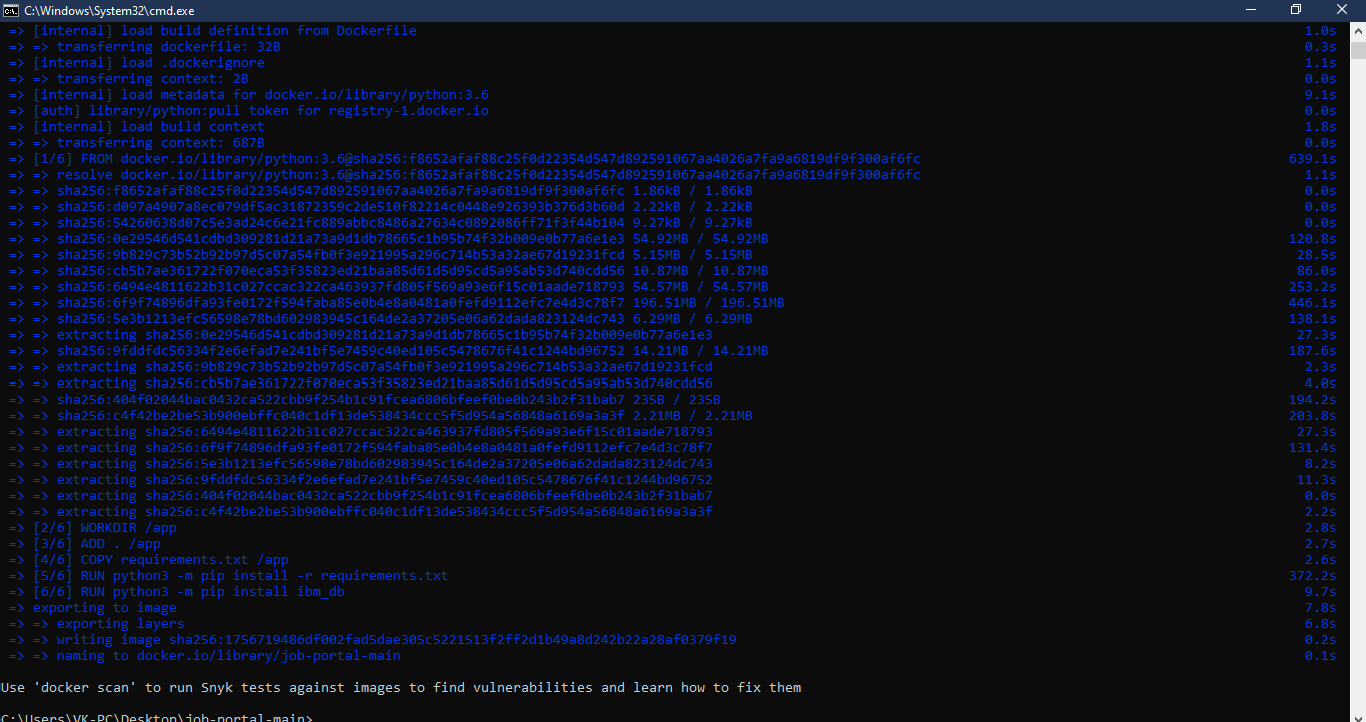 C:\Windows\System32\cmd.exe
=> [internal] load build definition from Dockerfile 1.0s
=> => transferring dockerfile: 32B 0.3s
=> [internal] load .dockerignore 1.1s
=> => transferring context: 2B 0.0s
=> [internal] load metadata for docker.io/library/python:3.6 9.1s
=> [auth] library/python:pull token for registry-1.docker.io 0.0s
=> [internal] load build context 1.8s
=> => transferring context: 687B 0.0s
=> [1/6] FROM docker.io/library/python:3.6@sha256:f8652afaf88c25f0d22354d547d892591067aa4026a7fa9a6819df9f300af6fc 639.1s
=> => resolve docker.io/library/python:3.6@sha256:f8652afaf88c25f0d22354d547d892591067aa4026a7fa9a6819df9f300af6fc 1.1s
=> => sha256:f8652afaf88c25f0d22354d547d892591067aa4026a7fa9a6819df9f300af6fc 1.86kB / 1.86kB 0.0s
=> => sha256:d097a4907a8ec079df5ac31872359c2de510f82214c0448e926393b376d3b60d 2.22kB / 2.22kB 0.0s
=> => sha256:54260638d07c5e3ad24c6e21fc889abbc8486a27634c0892086ff71f3f44b104 9.27kB / 9.27kB 0.0s
=> => sha256:0e29546d541cdbd309281d21a73a9d1db78665c1b95b74f32b009e0b77a6e1e3 54.92MB / 54.92MB 120.8s
=> => sha256:9b829c73b52b92b97d5c07a54fb0f3e921995a296c714b53a32ae67d19231fcd 5.15MB / 5.15MB 28.5s
=> => sha256:cb5b7ae361722f070eca53f35823ed21baa85d61d5d95cd5a95ab53d740cdd56 10.87MB / 10.87MB 86.0s
=> => sha256:6494e4811622b31c027ccac322ca463937fd805f569a93e6f15c01aade718793 54.57MB / 54.57MB 253.2s
=> => sha256:6f9f74896dfa93fe0172f594faba85e0b4e8a0481a0fefd9112efc7e4d3c78f7 196.51MB / 196.51MB 446.1s
=> => sha256:5e3b1213efc56598e78bd602983945c164de2a37205e06a62dada823124dc743 6.29MB / 6.29MB 138.1s
=> => extracting sha256:0e29546d541cdbd309281d21a73a9d1db78665c1b95b74f32b009e0b77a6e1e3 27.3s
=> => sha256:9fddfdc56334f2e6efad7e241bf5e7459c40ed105c5478676f41c1244bd96752 14.21MB / 14.21MB 187.6s
=> => extracting sha256:9b829c73b52b92b97d5c07a54fb0f3e921995a296c714b53a32ae67d19231fcd 2.3s
=> => extracting sha256:cb5b7ae361722f070eca53f35823ed21baa85d61d5d95cd5a95ab53d740cdd56 4.0s
=> => sha256:404f02044bac0432ca522cbb9f254b1c91fcea6806bfeef0be0b243b2f31bab7 235B / 235B 194.2s
=> => sha256:c4f42be2be53b900ebffc040c1df13de538434ccc5f5d954a56848a6169a3a3f 2.21MB / 2.21MB 203.8s
=> => extracting sha256:6494e4811622b31c027ccac322ca463937fd805f569a93e6f15c01aade718793 27.3s
=> => extracting sha256:6f9f74896dfa93fe0172f594faba85e0b4e8a0481a0fefd9112efc7e4d3c78f7 131.4s
=> => extracting sha256:5e3b1213efc56598e78bd602983945c164de2a37205e06a62dada823124dc743 8.2s
=> => extracting sha256:9fddfdc56334f2e6efad7e241bf5e7459c40ed105c5478676f41c1244bd96752 11.3s
=> => extracting sha256:404f02044bac0432ca522cbb9f254b1c91fcea6806bfeef0be0b243b2f31bab7 0.0s
=> => extracting sha256:c4f42be2be53b900ebffc040c1df13de538434ccc5f5d954a56848a6169a3a3f 2.2s
=> [2/6] WORKDIR /app 2.8s
=> [3/6] ADD . /app 2.7s
=> [4/6] COPY requirements.txt /app 2.6s
=> [5/6] RUN python3 -m pip install -r requirements.txt 372.2s
=> [6/6] RUN python3 -m pip install ibm_db 9.7s
=> exporting to image 7.8s
=> => exporting layers 6.8s
=> => writing image sha256:1756719486df002fad5dae305c5221513f2ff2d1b49a8d242b22a28af0379f19 0.2s
=> => naming to docker.io/library/job-portal-main 0.1s
Use 'docker scan' to run Snyk tests against images to find vulnerabilities and learn how to fix them
C:\Users\VK-PC\Desktop\job-portal-main>